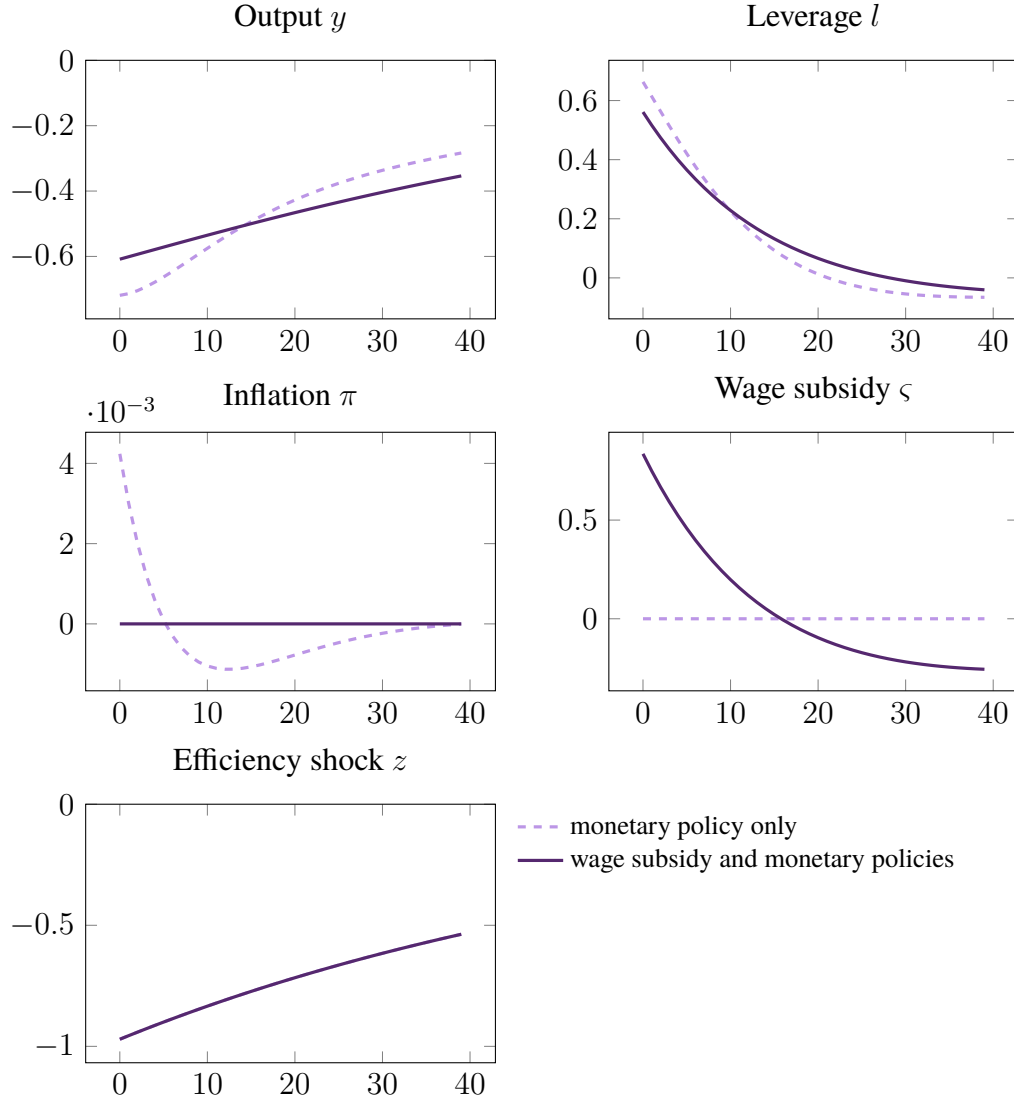 Output y
0
−0.2
−0.4
−0.6
0 10 20 30 40
Leverage l
0.6
0.4
0.2
0
0 10 20 30 40
Inflation π
·10−3
4
2
0
0 10 20 30 40
Wage subsidy ς
0.5
0
0 10 20 30 40
Efficiency shock z
0
−0.5
−1
0 10 20 30 40
monetary policy only
wage subsidy and monetary policies